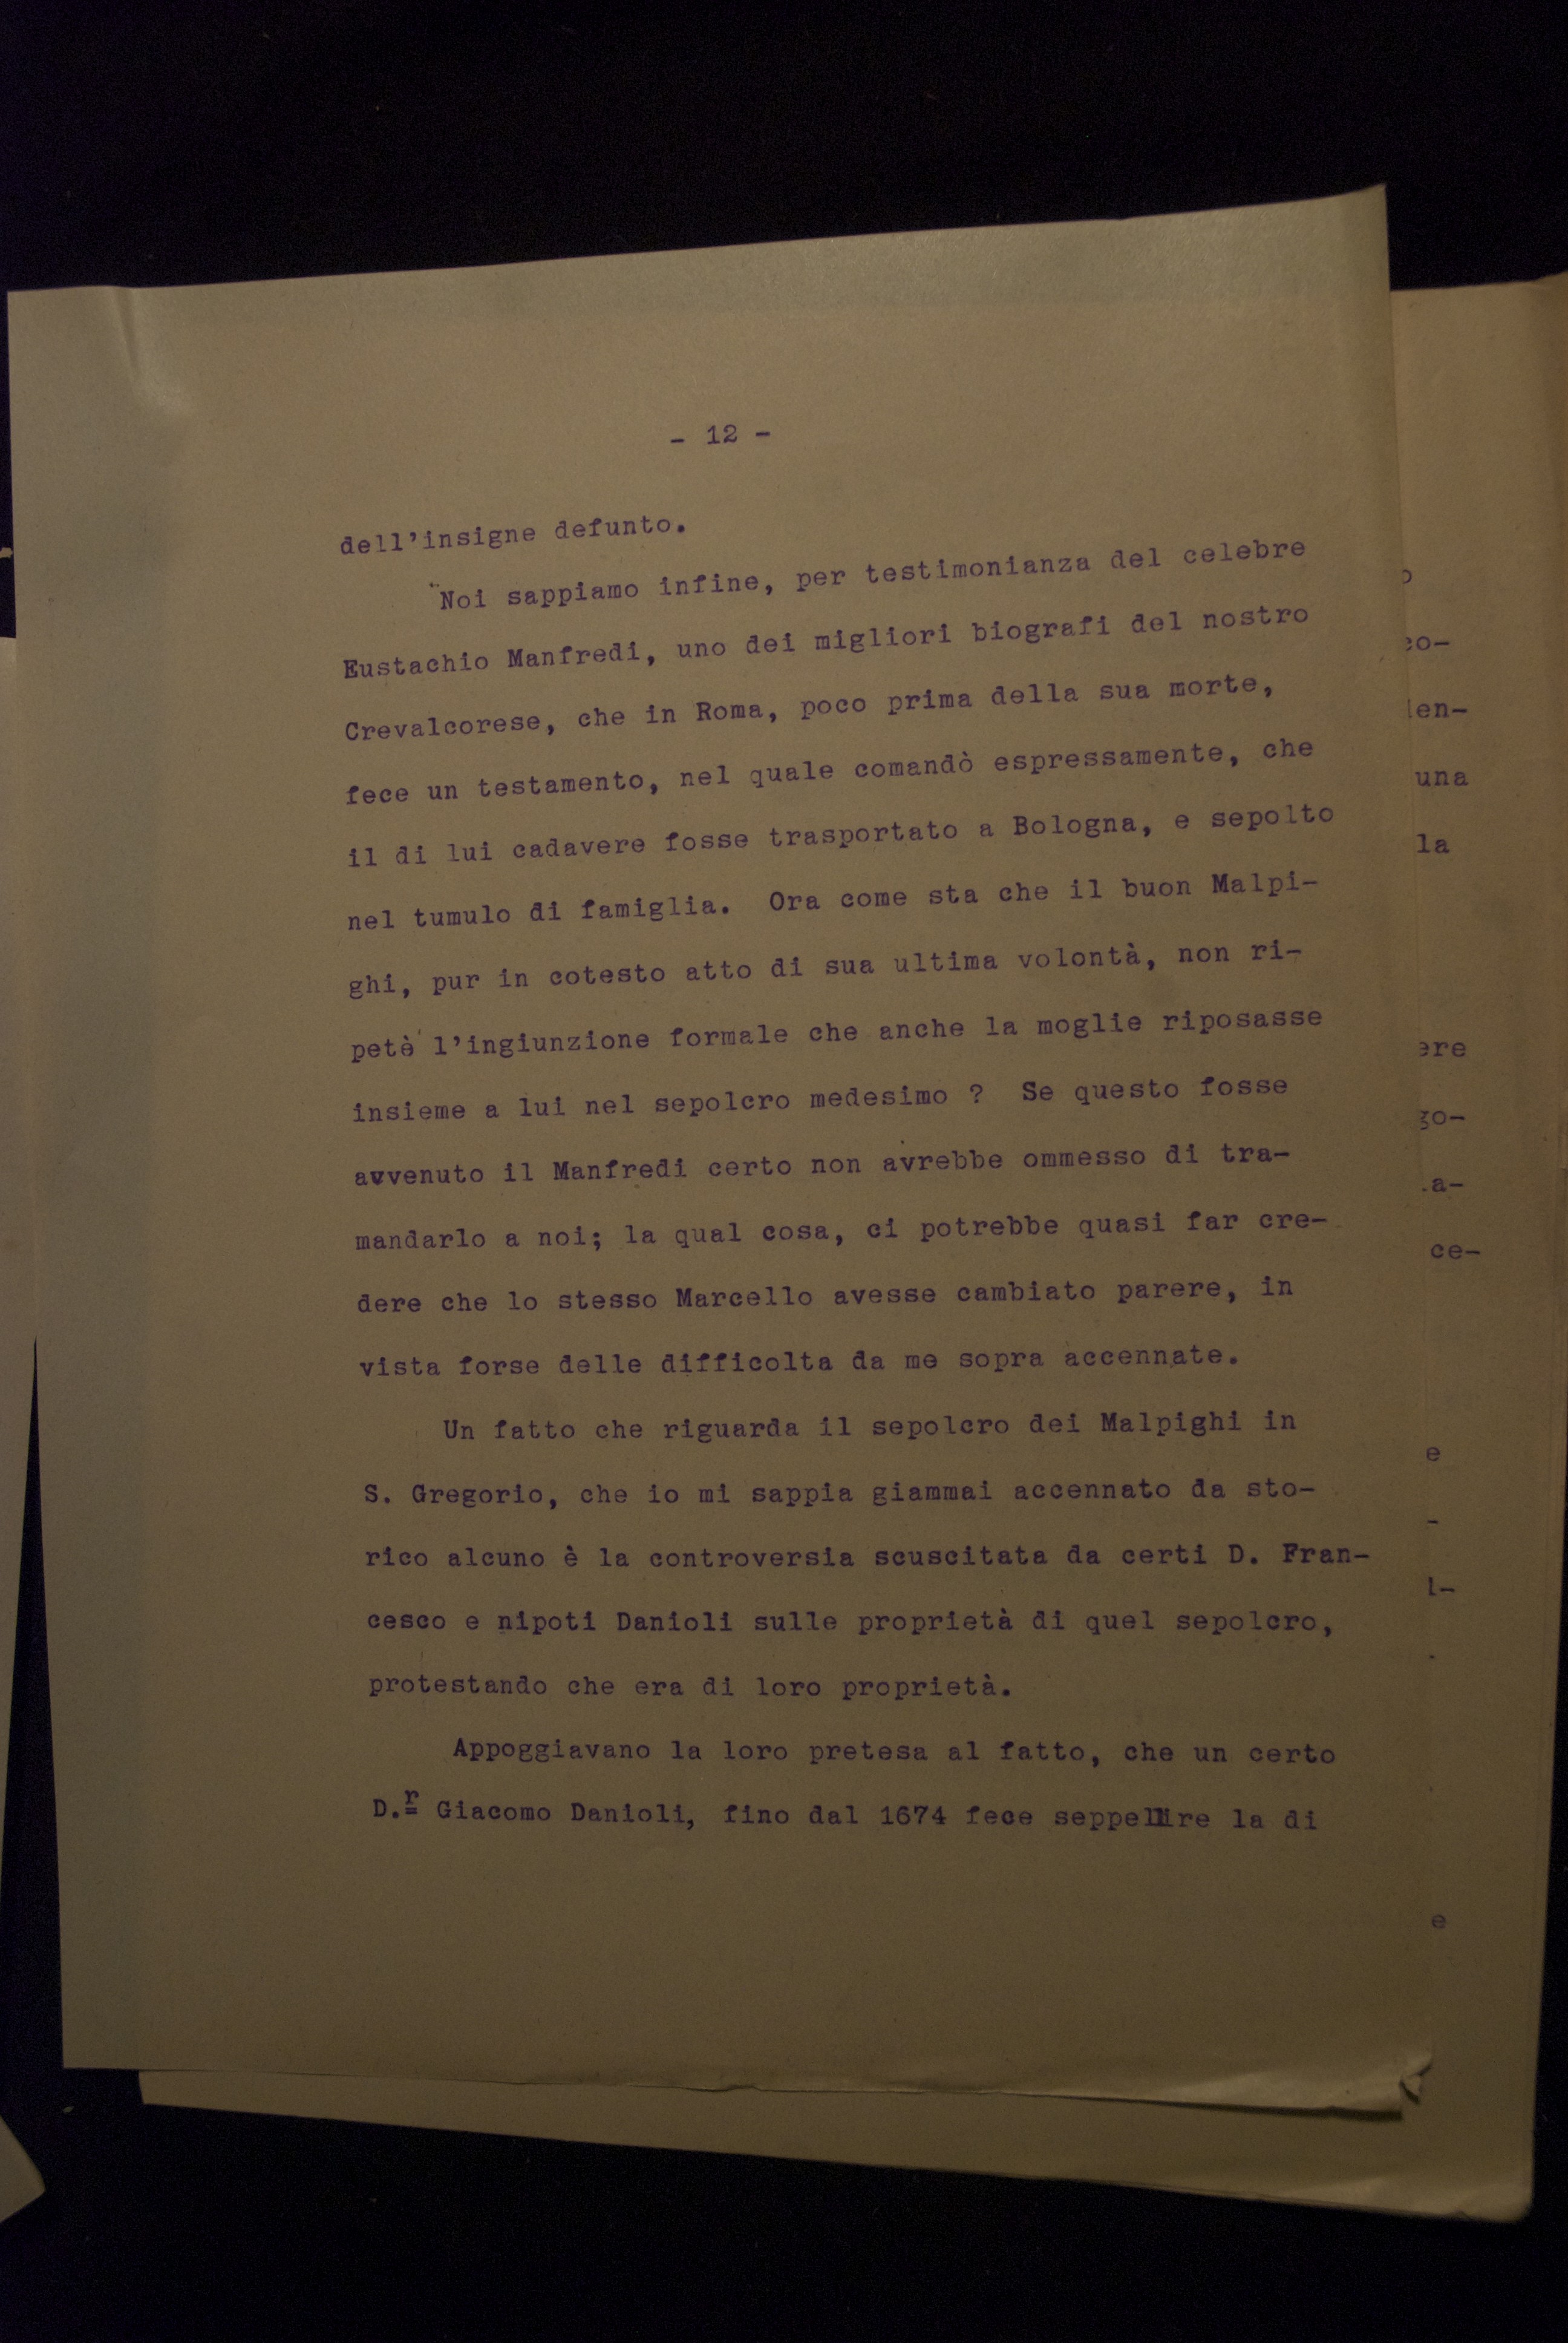 - 12 -
dell'insigne defunto.
Noi sappiamo infine, per testimonianza del celebre
Eustachio Manfredi, uno dei migliori biografi del nostro
Crevalcorese, che in Roma, poco prima della sua morte,
fece un testamento, nel quale comandò espressamente, che
il di lui cadavere fosse trasportato a Bologna, e sepolto
nel tumulo di famiglia. Ora come sta che il buon Malpi-
ghi, pur in cotesto atto di sua ultima volontà, non ri-
petè l'ingiunzione formale che anche la moglie riposasse
insieme a lui nel sepolcro medesimo ? Se questo fosse
avvenuto il Manfredi certo non avrebbe ommesso di tra-
mandarlo a noi; la qual cosa, ci potrebbe quasi far cre-
dere che lo stesso Marcello avesse cambiato parere, in
vista forse delle difficolta da me sopra accennate.
Un fatto che riguarda il sepolcro dei Malpighi in
S. Gregorio, che io mi sappia giammai accennato da sto-
rico alcuno è la controversia scuscitata da certi D. Fran-
cesco e nipoti Danioli sulle proprietà di quel sepolcro,
protestando che era di loro proprietà.
Appoggiavano la loro pretesa al fatto, che un certo
D.r Giacomo Danioli, fino dal 1674 fece seppellire la di
una
la
ce-
e
e